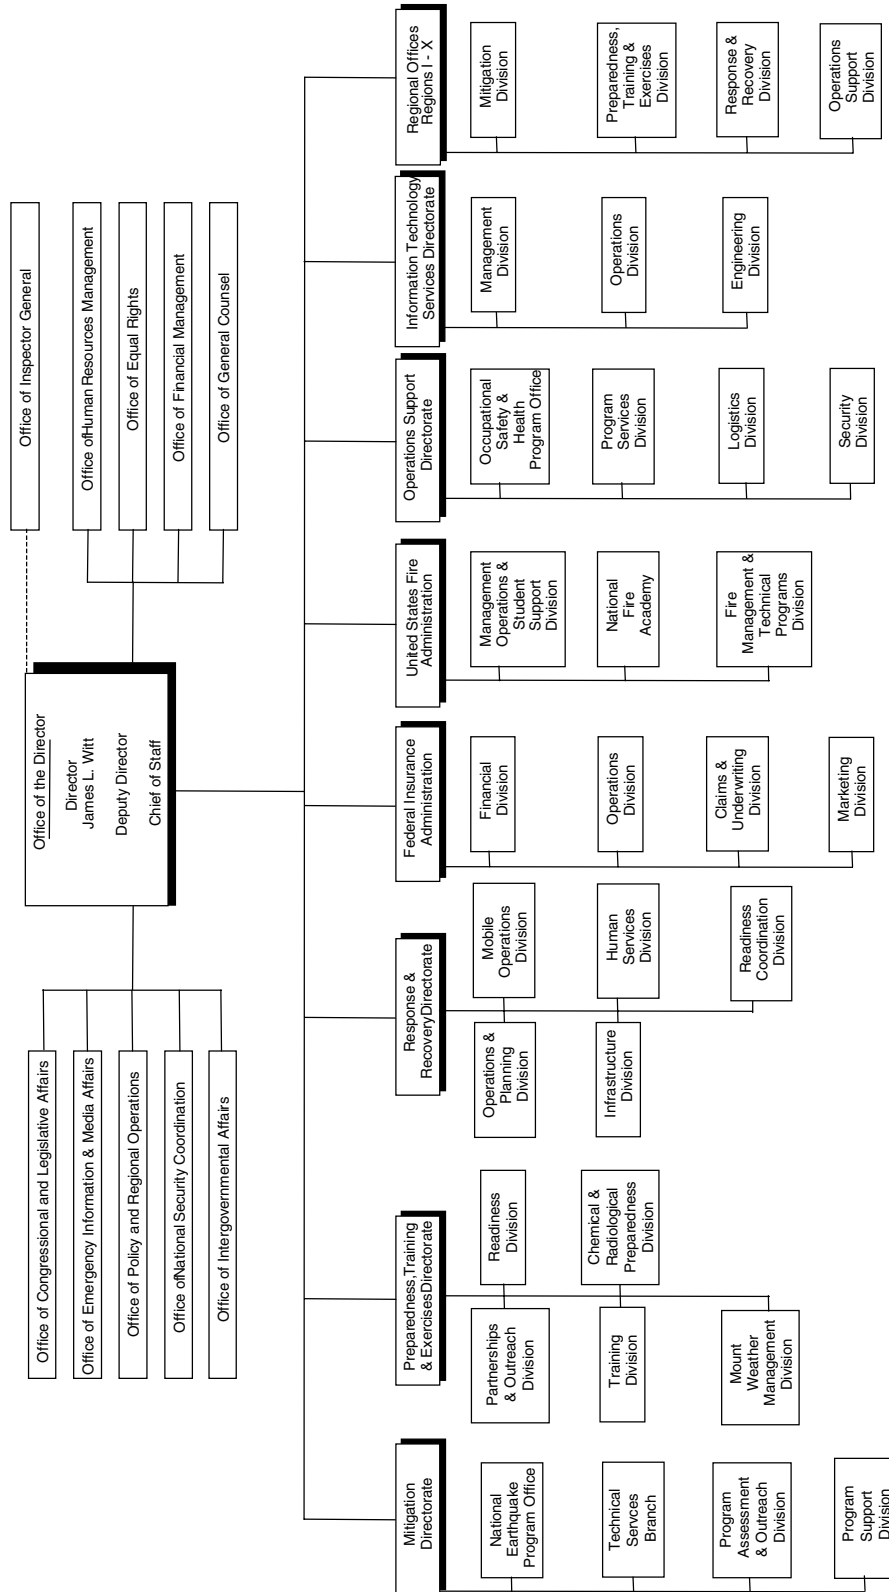 Office of the Director
Director
James L. Witt
Deputy Director
Chief of Staff
Office of Inspector General
Office of Congressional and Legislative Affairs
Office of Emergency Information & Media Affairs
Office of Policy and Regional Operations
Office ofNational Security Coordination
Office of Intergovernmental Affairs
Office ofHuman Resources Management
Office of Equal Rights
Office of Financial Management
Office of General Counsel
Mitigation
Directorate
National
Earthquake
Program Office
Technical
Servcves
Branch
Program
Assessment
& Outreach
Division
Program
Support
Division
Preparedness,Training
& ExercisesDirectorate
Partnerships
& Outreach
Division
Readiness
Division
Training
Division
Chemical &
Radiological
Preparedness
Division
Mount
Weather
Management
Division
Response &
RecoveryDirectorate
Operations &
Planning
Division
Mobile
Operations
Division
Infrastructure
Division
Human
Services
Division
Readiness
Coordination
Division
Federal Insurance
Administration
Financial
Division
Operations
Division
Claims &
Underwriting
Division
Marketing
Division
United States Fire
Administration
Management
Operations &
Student
Support
Division
National
Fire
Academy
Fire
Management &
Technical
Programs
Division
Operations Support
Directorate
Occupational
Safety &
Health
Program Office
Program
Services
Division
Logistics
Division
Security
Division
Information Technology
Services Directorate
Management
Division
Operations
Division
Engineering
Division
Regional Offices
Regions I - X
Mitigation
Division
Preparedness,
Training &
Exercises
Division
Response &
Recovery
Division
Operations
Support
Division